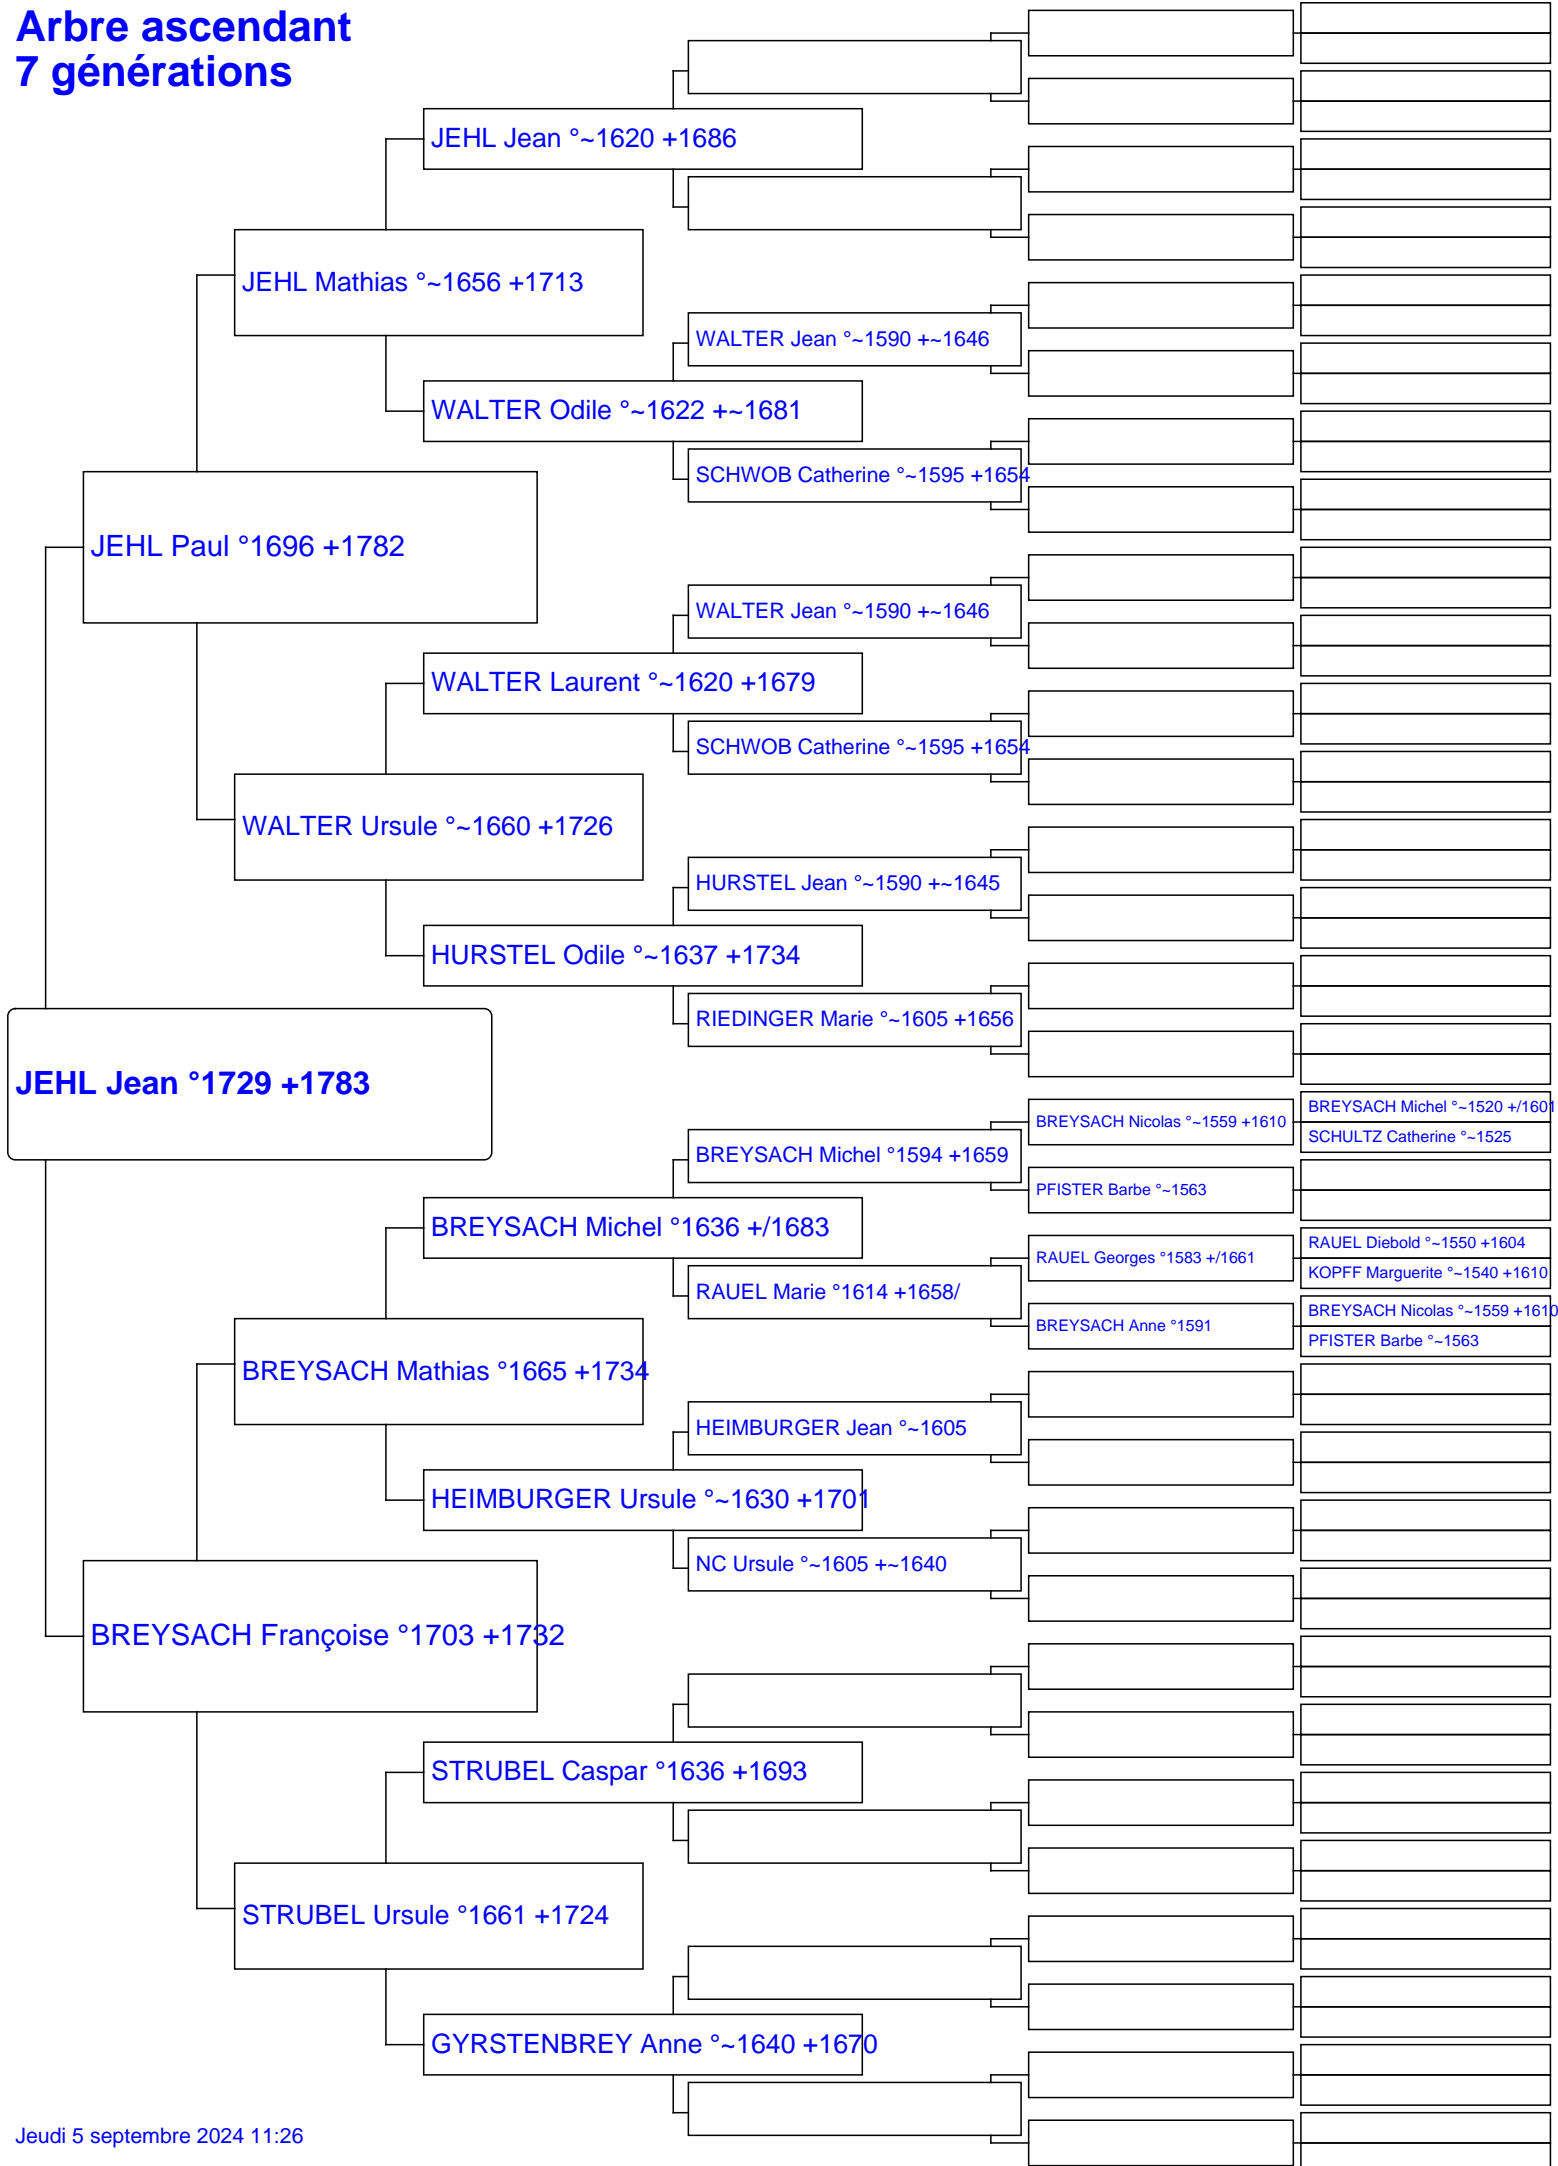 Arbre ascendant
7 générations
JEHL Jean °~1620 +1686
JEHL Mathias °~1656 +1713
WALTER Jean °~1590 +~1646
WALTER Odile °~1622 +~1681
SCHWOB Catherine °~1595 +1654
JEHL Paul °1696 +1782
WALTER Jean °~1590 +~1646
WALTER Laurent °~1620 +1679
SCHWOB Catherine °~1595 +1654
WALTER Ursule °~1660 +1726
HURSTEL Jean °~1590 +~1645
HURSTEL Odile °~1637 +1734
RIEDINGER Marie °~1605 +1656
JEHL Jean °1729 +1783
BREYSACH Michel °~1520 +/1601
BREYSACH Nicolas °~1559 +1610
SCHULTZ Catherine °~1525
BREYSACH Michel °1594 +1659
PFISTER Barbe °~1563
BREYSACH Michel °1636 +/1683
RAUEL Diebold °~1550 +1604
RAUEL Georges °1583 +/1661
KOPFF Marguerite °~1540 +1610
RAUEL Marie °1614 +1658/
BREYSACH Nicolas °~1559 +1610
BREYSACH Anne °1591
PFISTER Barbe °~1563
BREYSACH Mathias °1665 +1734
HEIMBURGER Jean °~1605
HEIMBURGER Ursule °~1630 +1701
NC Ursule °~1605 +~1640
BREYSACH Françoise °1703 +1732
STRUBEL Caspar °1636 +1693
STRUBEL Ursule °1661 +1724
GYRSTENBREY Anne °~1640 +1670
Jeudi 5 septembre 2024 11:26